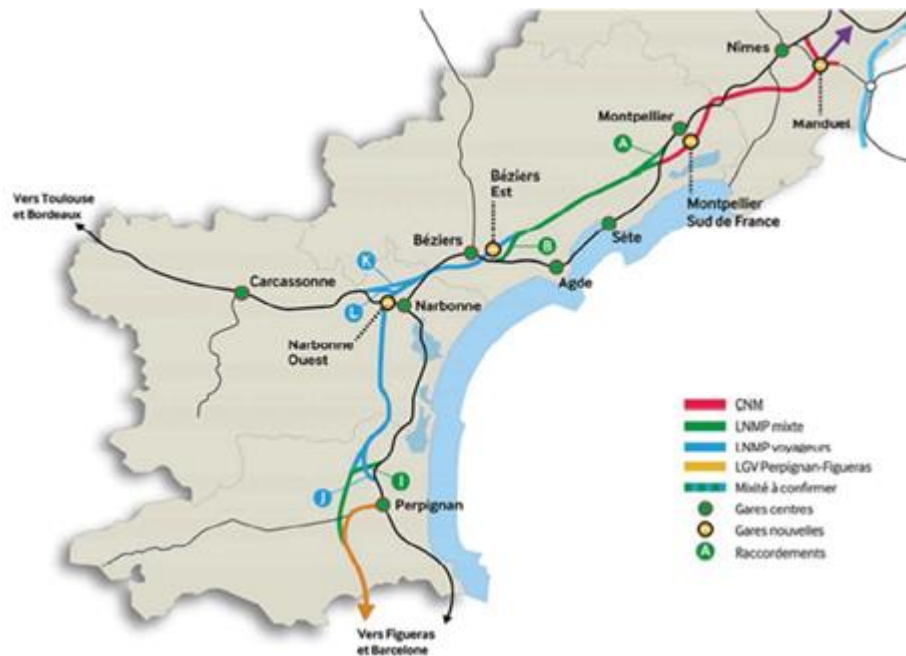 Nîmes
Montpellier
Manduel
A
Béziers
Est
Montpellier
Sud de France
Vers Toulouse
et Bordeaux
Béziers
B
Sète
K
Agde
Carcassonne
L
Narbonne
Narbonne
Ouest
CNM
LNMP mixte
LNMP voyageurs
LGV Perpignan-Figueras
Mixité à confirmer
Gares centres
Gares nouvelles
A
Raccordements
I
J
Perpignan
Vers Figueras
et Barcelone